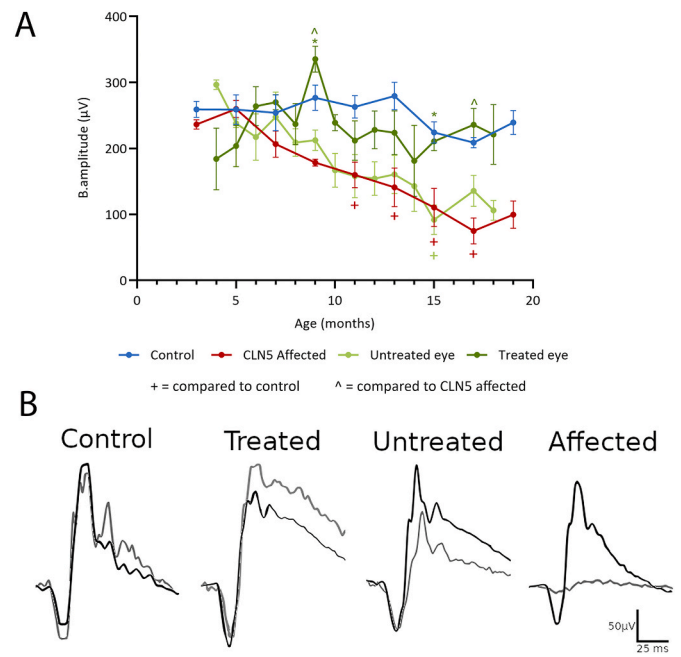 A
400
300
200
100
0
B.amplitude (µV)
^
*
*
^
+
+
+
+
+
0
5
10
15
20
Age (months)
Control
CLN5 Affected
Untreated eye
Treated eye
+ = compared to control
^ = compared to CLN5 affected
B
Control
Treated
Untreated
Affected
50µV
25 ms